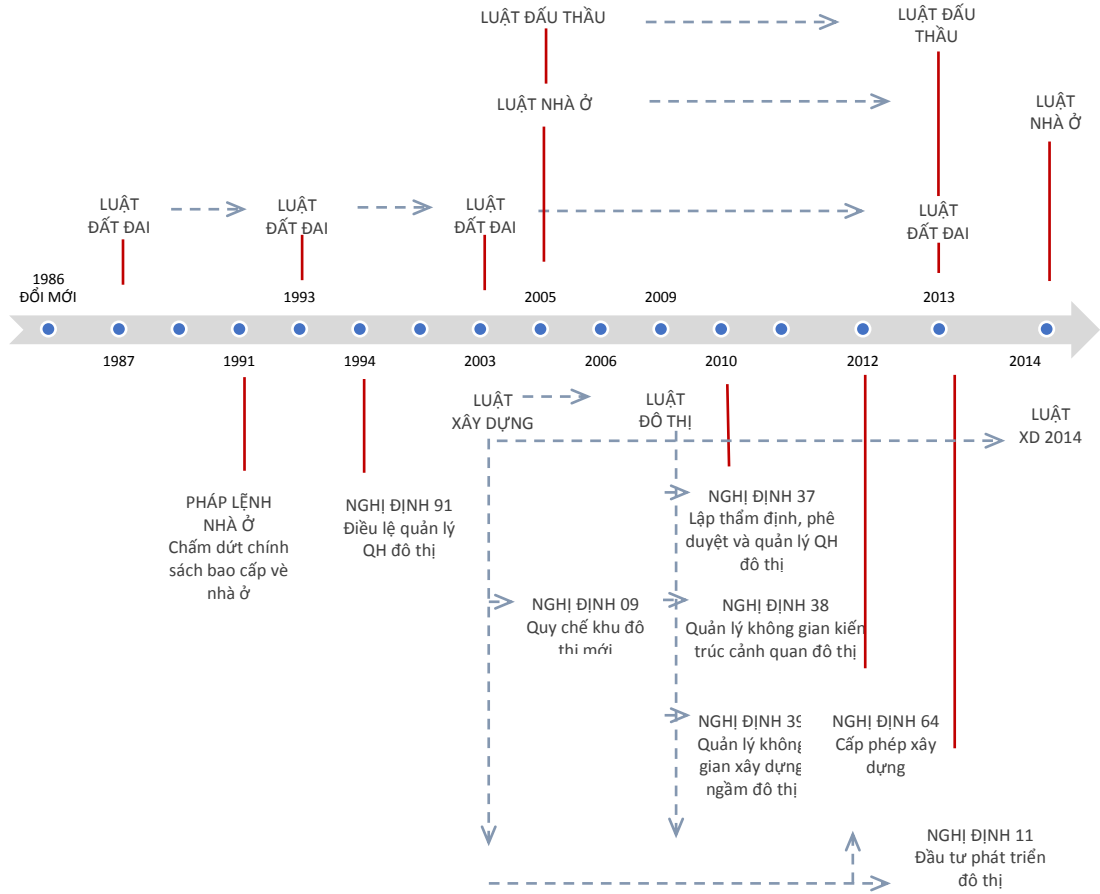 LUẬT ĐẤU THẦU
LUẬT ĐẤU
THẦU
LUẬT NHÀ Ở
LUẬT
NHÀ Ở
LUẬT
ĐẤT ĐAI
LUẬT
ĐẤT ĐAI
LUẬT
ĐẤT ĐAI
LUẬT
ĐẤT ĐAI
1986
ĐỔI MỚI
1993
2005
2009
2013
1987
1991
1994
2003
2006
2010
2012
2014
LUẬT
XÂY DỰNG
LUẬT
ĐÔ THỊ
LUẬT
XD 2014
PHÁP LỆNH
NHÀ Ở
Chấm dứt chính
sách bao cấp vè
nhà ở
NGHỊ ĐỊNH 91
Điều lệ quản lý
QH đô thị
NGHỊ ĐỊNH 37
Lập thẩm định, phê
duyệt và quản lý QH
đô thị
NGHỊ ĐỊNH 09
Quy chế khu đô
thị mới
NGHỊ ĐỊNH 38
Quản lý không gian kiến
trúc cảnh quan đô thị
NGHỊ ĐỊNH 39
Quản lý không
gian xây dựng
ngầm đô thị
NGHỊ ĐỊNH 64
Cấp phép xây
dựng
NGHỊ ĐỊNH 11
Đầu tư phát triển
đô thị